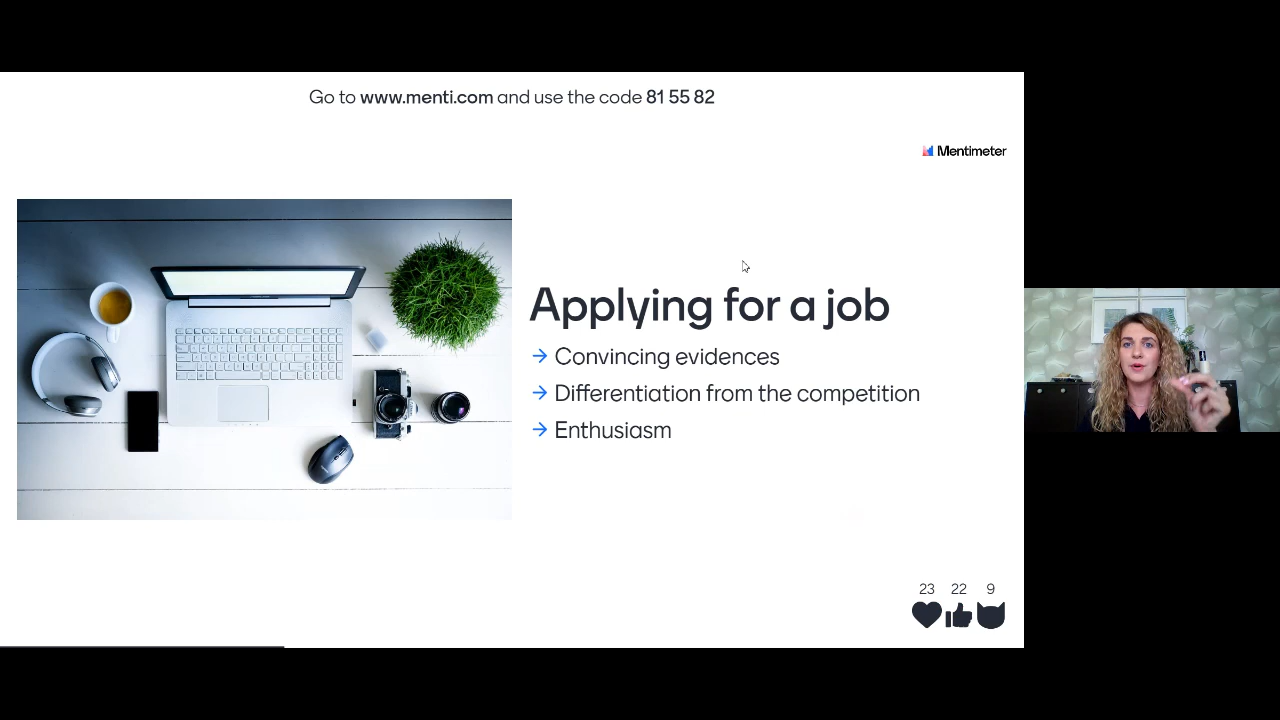 Go to www.menti.com and use the code 81 55 82
Mentimeter
Applying for a job
→ Convincing evidences
→ Differentiation from the competition
→ Enthusiasm
23 22 9